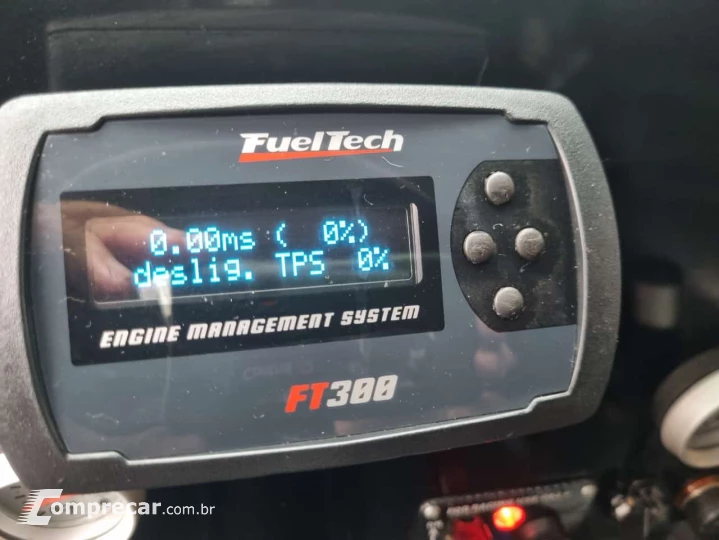 FuelTech
0.00ms ( 0%)
deslig. TPS 0%
ENGINE MANAGEMENT SYSTEM
FT300
Comprecar.com.br